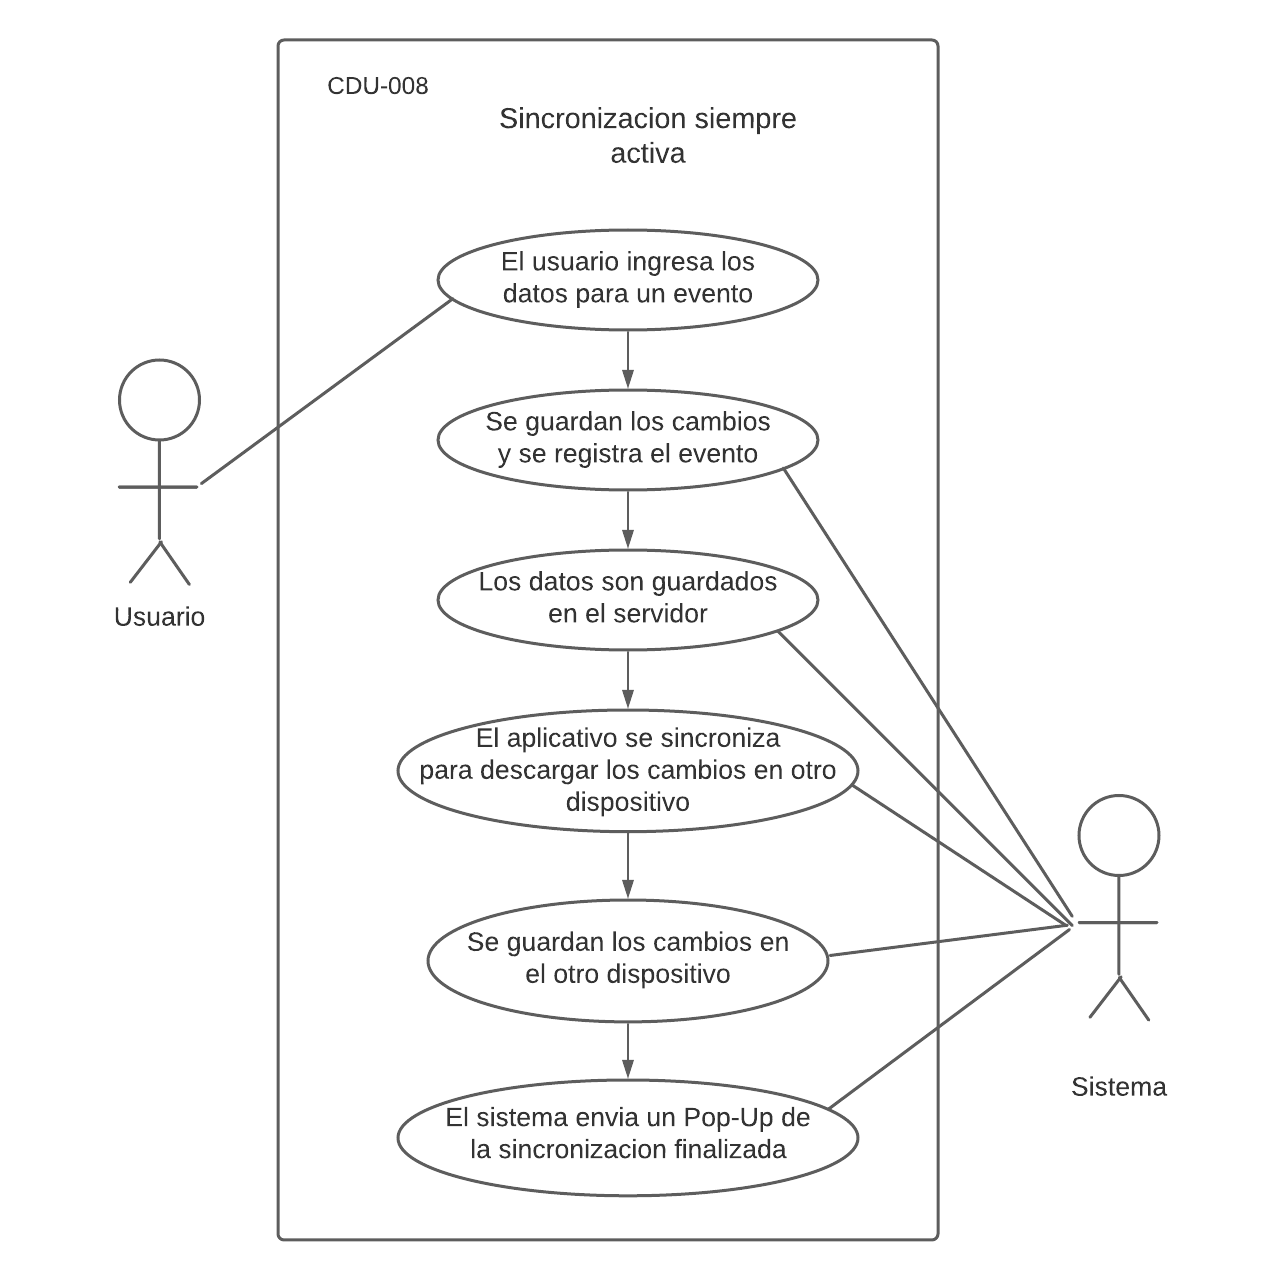 CDU-008
Sincronizacion siempre
activa
El usuario ingresa los
datos para un evento
Se guardan los cambios
y se registra el evento
Los datos son guardados
en el servidor
Usuario
El aplicativo se sincroniza
para descargar los cambios en otro
dispositivo
Se guardan los cambios en
el otro dispositivo
Sistema
El sistema envia un Pop-Up de
la sincronizacion finalizada